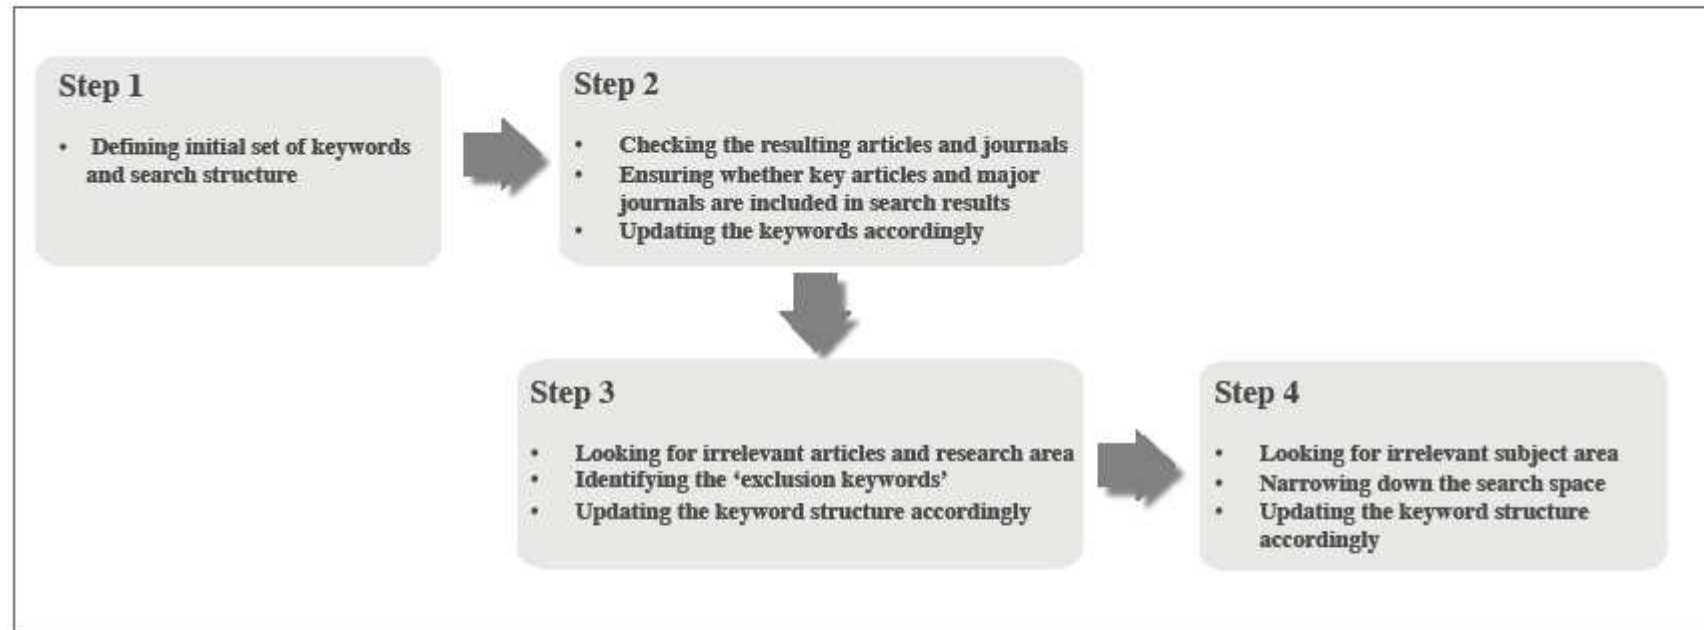 Step 1
• Defining initial set of keywords
and search structure
Step 2
• Checking the resulting articles and journals
• Ensuring whether key articles and major
journals are included in search results
• Updating the keywords accordingly
Step 3
• Looking for irrelevant articles and research area
• Identifying the ‘exclusion keywords’
• Updating the keyword structure accordingly
Step 4
• Looking for irrelevant subject area
• Narrowing down the search space
• Updating the keyword structure
accordingly